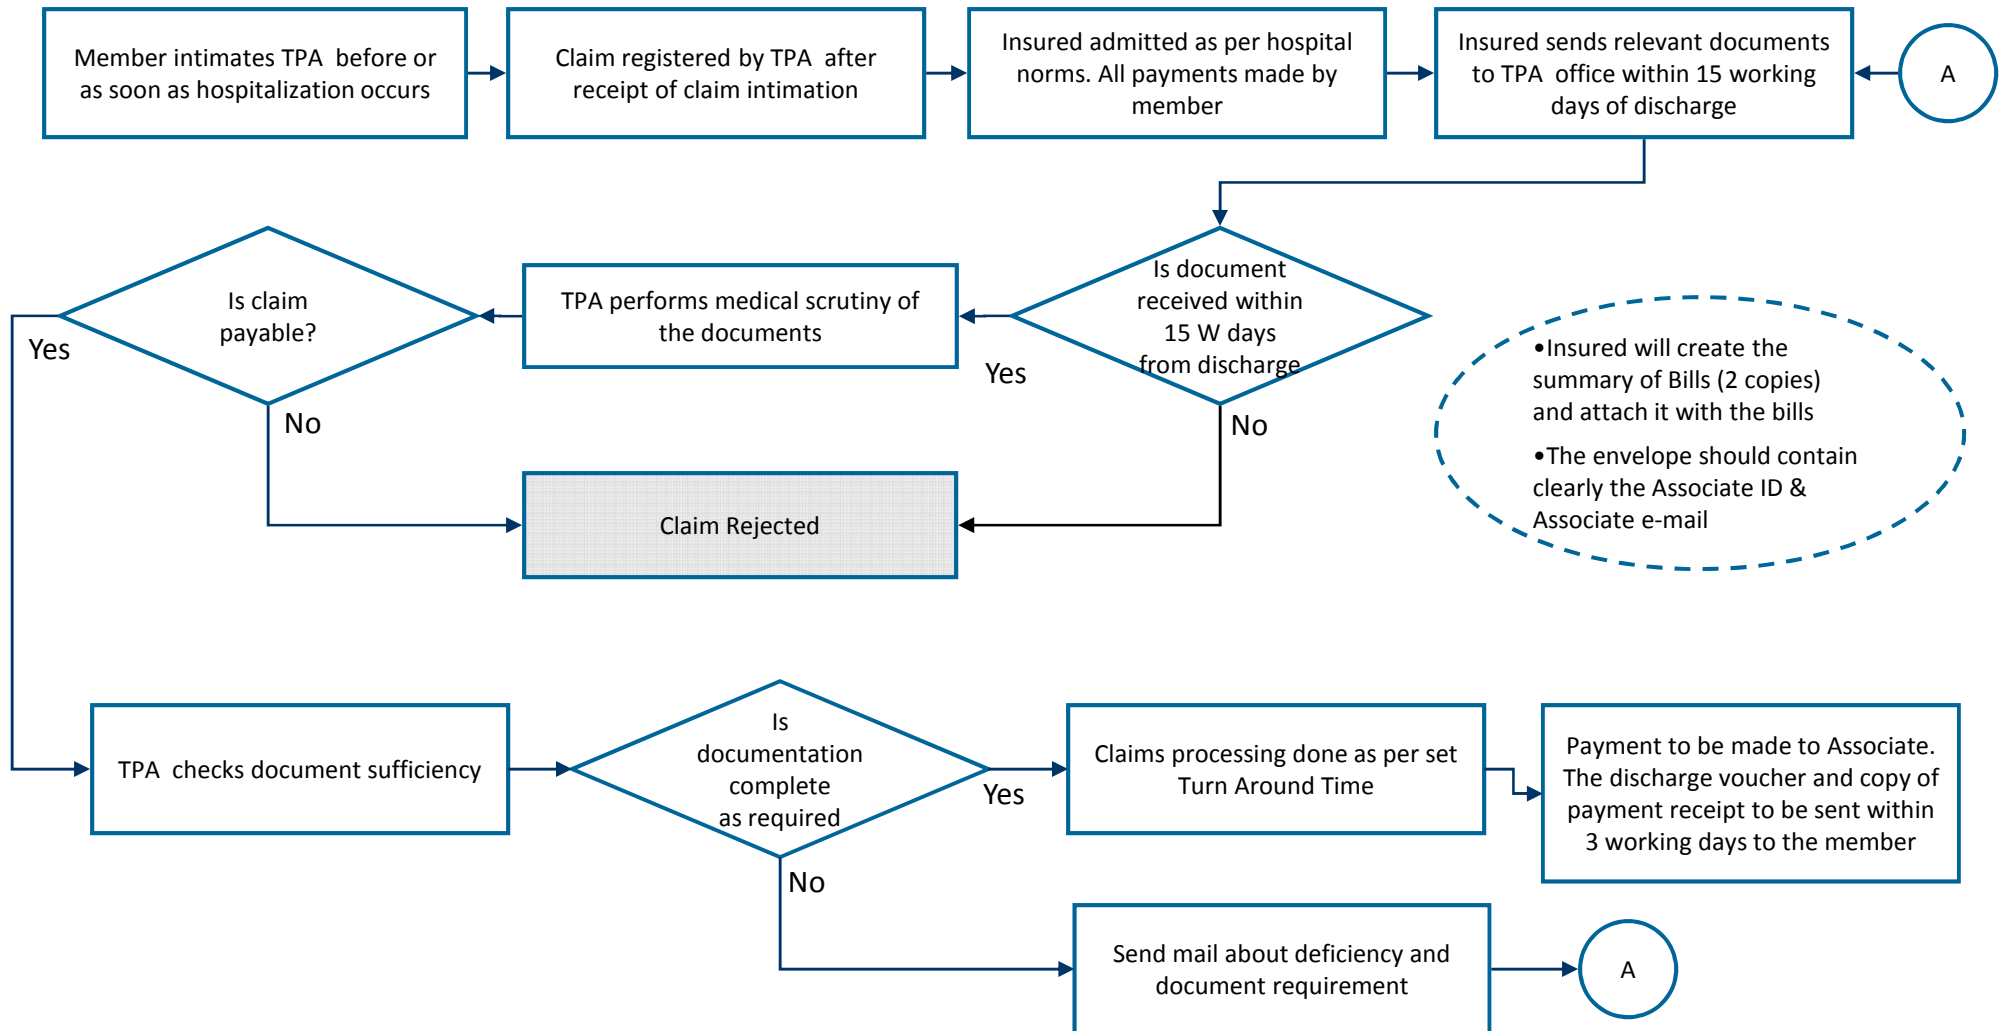 Member intimates TPA before or
as soon as hospitalization occurs
Claim registered by TPA after
receipt of claim intimation
Insured admitted as per hospital
norms. All payments made by
member
Insured sends relevant documents
to TPA office within 15 working
days of discharge
A
Is claim
payable?
TPA performs medical scrutiny of
the documents
Is document
received within
15 W days
from discharge
Yes
Yes
No
No
•Insured will create the
summary of Bills (2 copies)
and attach it with the bills
•The envelope should contain
clearly the Associate ID &
Associate e-mail
Claim Rejected
TPA checks document sufficiency
Is
documentation
complete
as required
Yes
Claims processing done as per set
Turn Around Time
Payment to be made to Associate.
The discharge voucher and copy of
payment receipt to be sent within
3 working days to the member
No
Send mail about deficiency and
document requirement
A